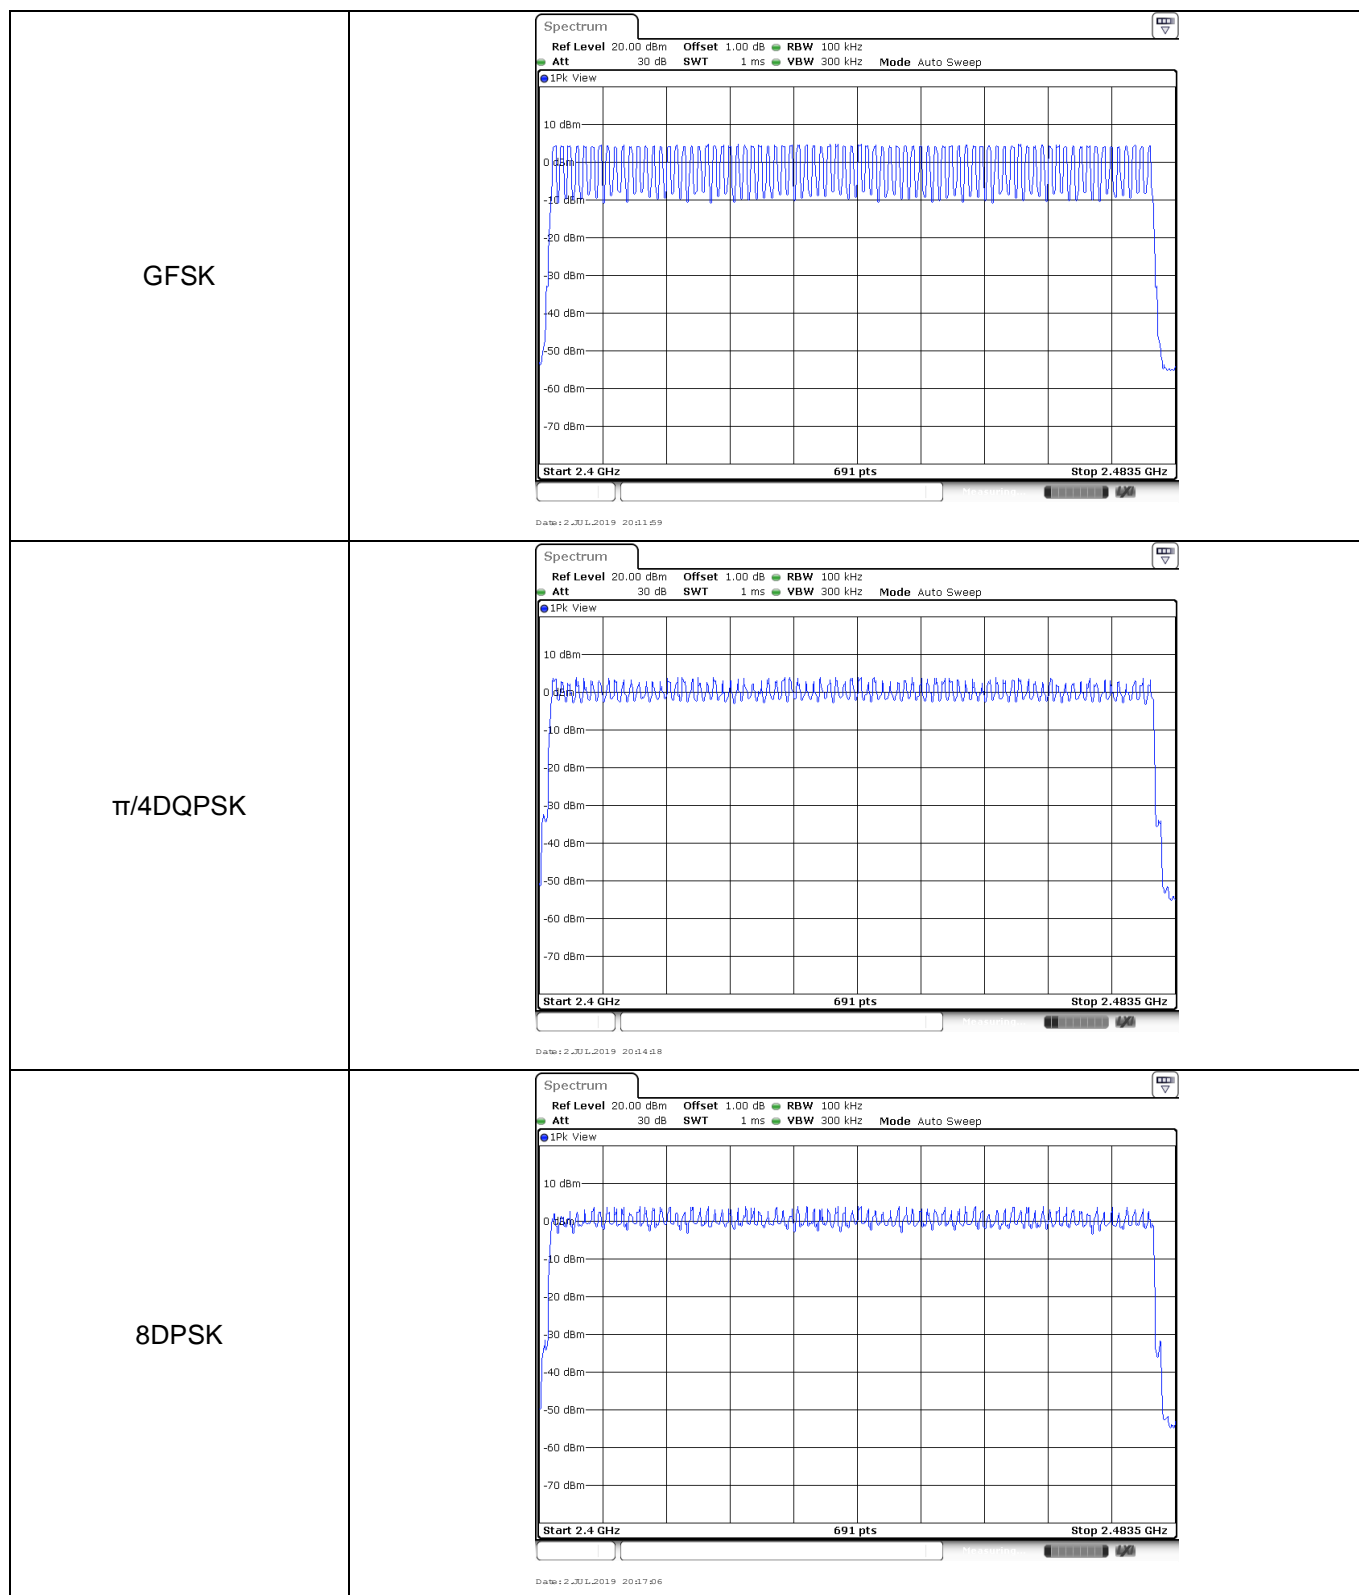 GFSK
Spectrum
Ref Level 20.00 dBm Offset 1.00 dB RBW 100 kHz
Att 30 dB SWT 1 ms VBW 300 kHz Mode Auto Sweep
1Pk View
10 dBm
0 dBm
-10 dBm
-20 dBm
-30 dBm
-40 dBm
-50 dBm
-60 dBm
-70 dBm
Start 2.4 GHz 691 pts Stop 2.4835 GHz
Measuring...
Date: 2.JUL.2019 20:11:59
π/4DQPSK
Spectrum
Ref Level 20.00 dBm Offset 1.00 dB RBW 100 kHz
Att 30 dB SWT 1 ms VBW 300 kHz Mode Auto Sweep
1Pk View
10 dBm
0 dBm
-10 dBm
-20 dBm
-30 dBm
-40 dBm
-50 dBm
-60 dBm
-70 dBm
Start 2.4 GHz 691 pts Stop 2.4835 GHz
Measuring...
Date: 2.JUL.2019 20:14:18
8DPSK
Spectrum
Ref Level 20.00 dBm Offset 1.00 dB RBW 100 kHz
Att 30 dB SWT 1 ms VBW 300 kHz Mode Auto Sweep
1Pk View
10 dBm
0 dBm
-10 dBm
-20 dBm
-30 dBm
-40 dBm
-50 dBm
-60 dBm
-70 dBm
Start 2.4 GHz 691 pts Stop 2.4835 GHz
Measuring...
Date: 2.JUL.2019 20:17:06